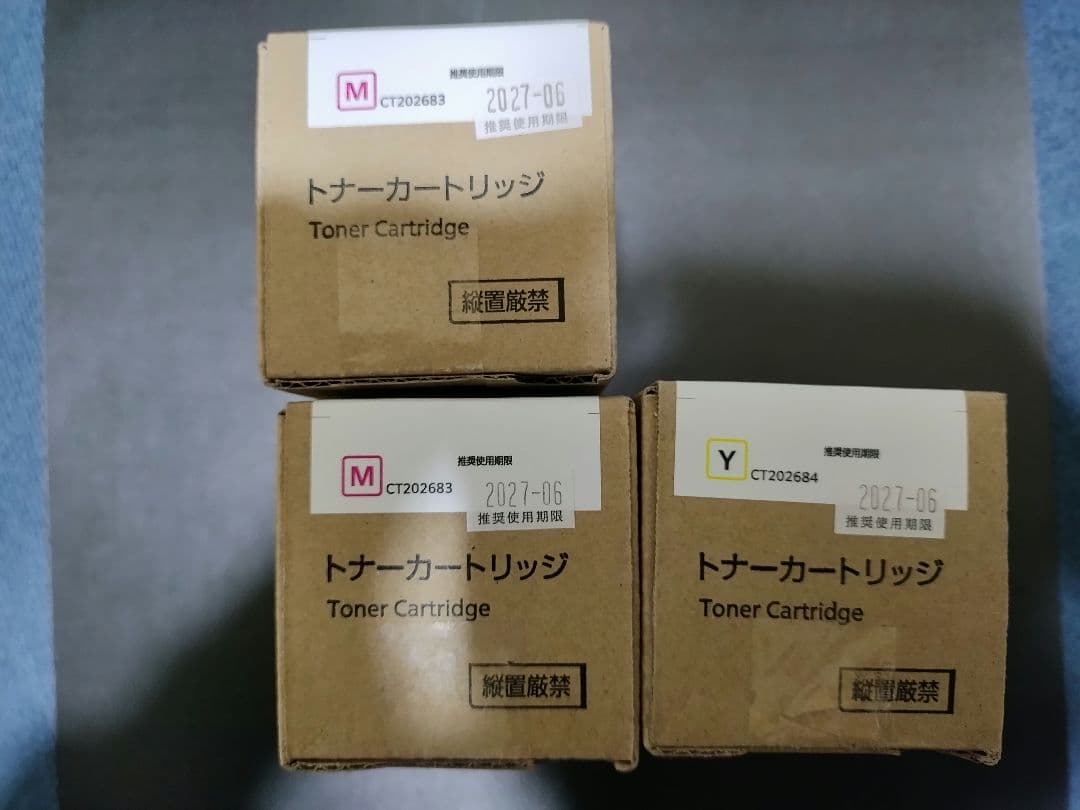 推奨使用期限
M CT202683 2027-06
推奨使用期限
トナーカートリッジ
Toner Cartridge
縦置厳禁
推奨使用期限
M CT202683 2027-06
推奨使用期限
トナーカートリッジ
Toner Cartridge
縦置厳禁
推奨使用期限
Y CT202684 2027-06
推奨使用期限
トナーカートリッジ
Toner Cartridge
縦置厳禁